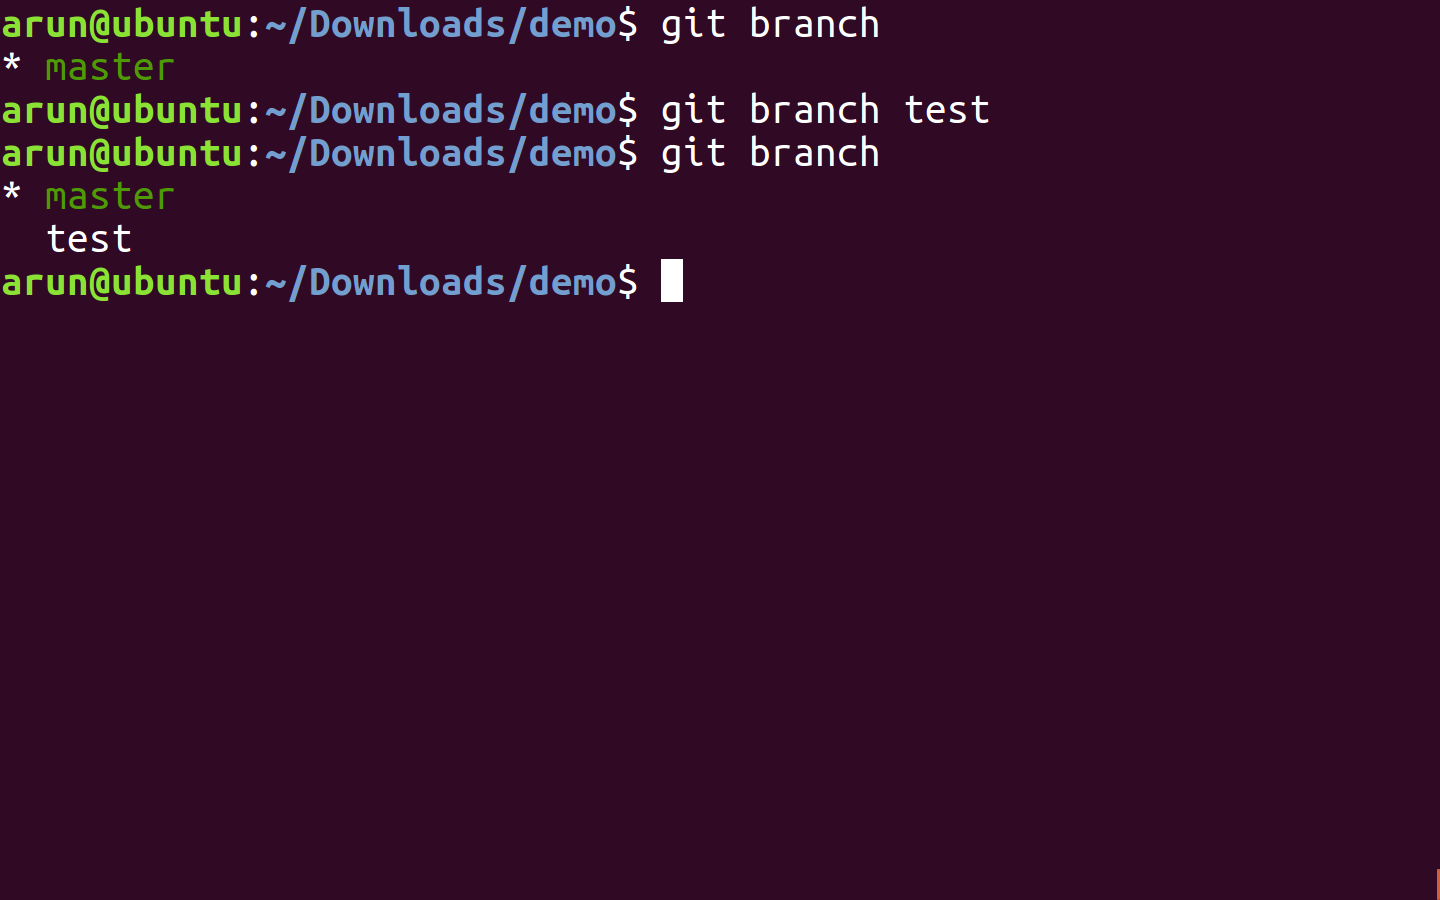 arun@ubuntu:~/Downloads/demo$ git branch
* master
arun@ubuntu:~/Downloads/demo$ git branch test
arun@ubuntu:~/Downloads/demo$ git branch
* master
  test
arun@ubuntu:~/Downloads/demo$